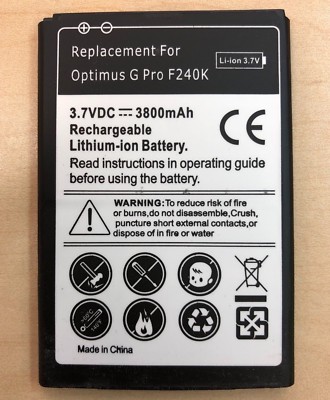 Replacement For
Optimus G Pro F240K
Li-ion 3.7V
3.7VDC 3800mAh
Rechargeable
Lithium-ion Battery.
Read instructions in operating guide
before using the battery.
WARNING:To reduce risk of fire
or burns,do not disassemble,Crush,
puncture short external contacts,or
dispose of in fire or water
Made in China